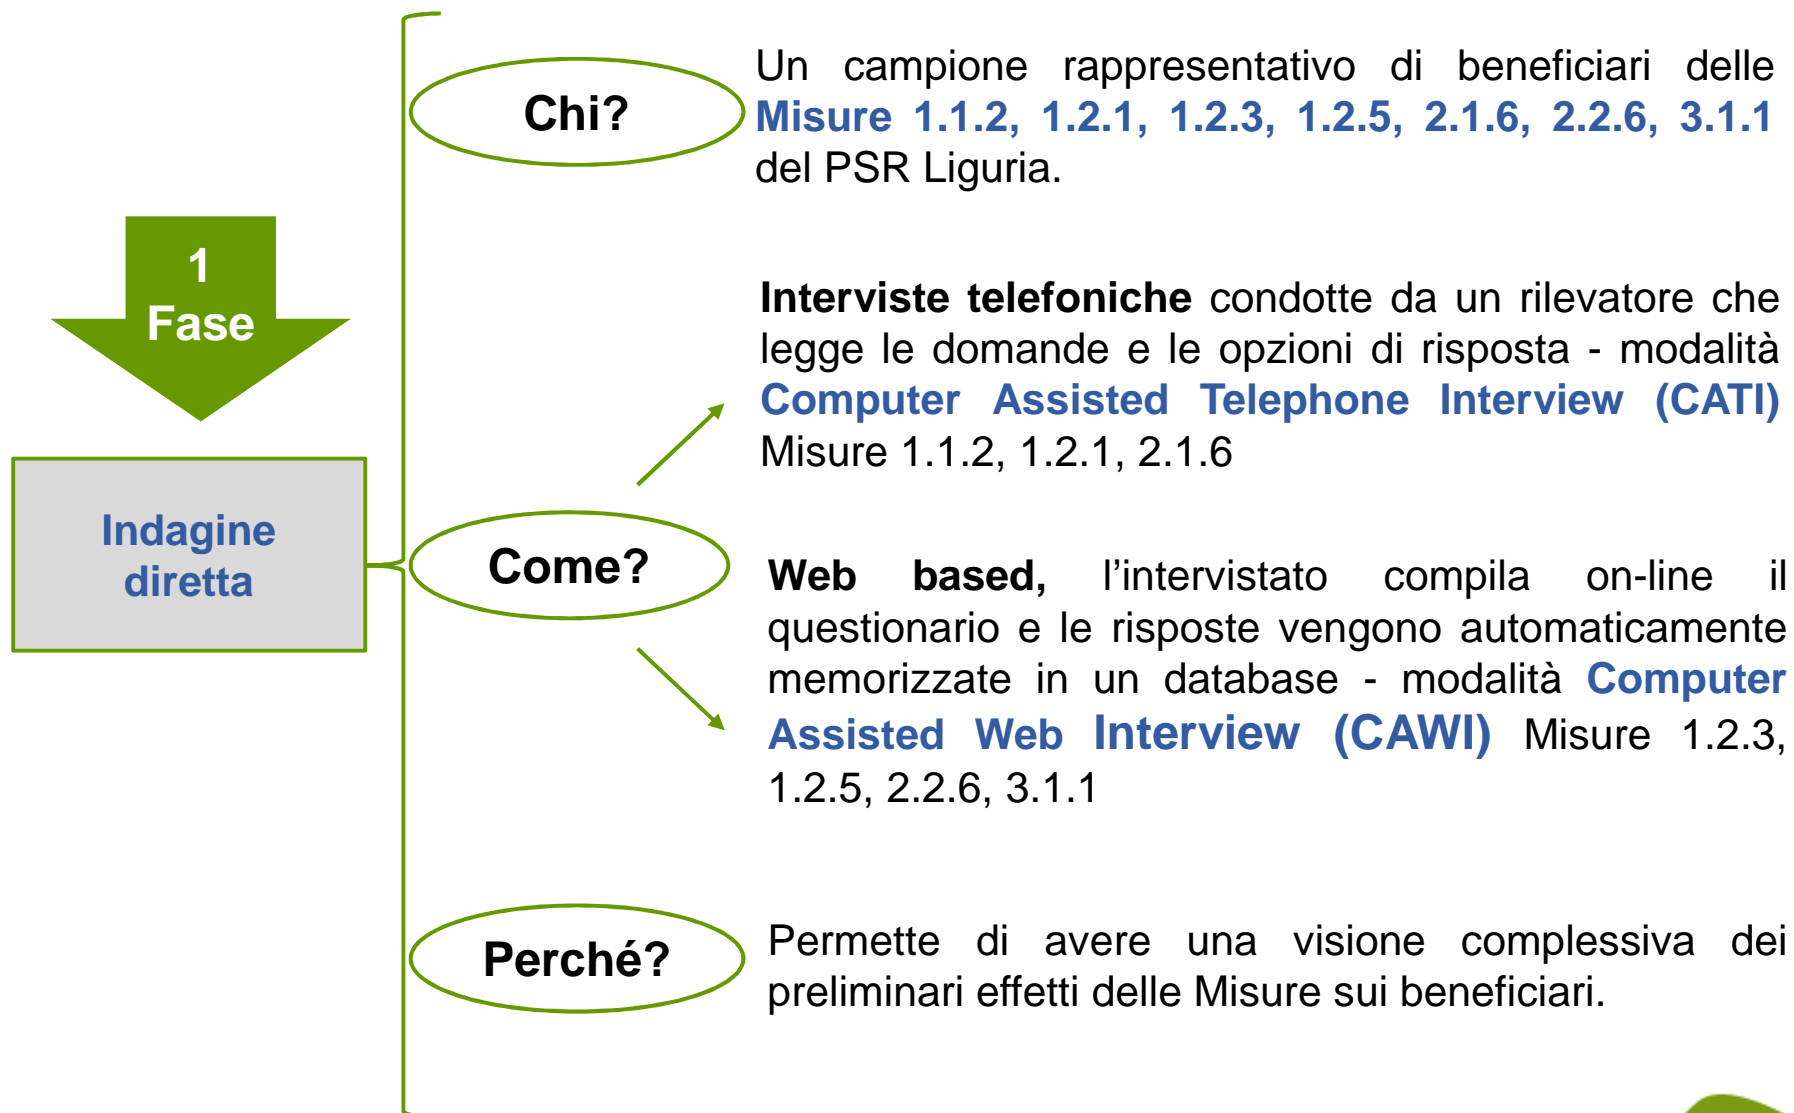 Chi?
Un campione rappresentativo di beneficiari delle
Misure 1.1.2, 1.2.1, 1.2.3, 1.2.5, 2.1.6, 2.2.6, 3.1.1
del PSR Liguria.
1
Fase
Interviste telefoniche condotte da un rilevatore che
legge le domande e le opzioni di risposta - modalità
Computer Assisted Telephone Interview (CATI)
Misure 1.1.2, 1.2.1, 2.1.6
Indagine
diretta
Come?
Web based, l’intervistato compila on-line il
questionario e le risposte vengono automaticamente
memorizzate in un database - modalità Computer
Assisted Web Interview (CAWI) Misure 1.2.3,
1.2.5, 2.2.6, 3.1.1
Perché?
Permette di avere una visione complessiva dei
preliminari effetti delle Misure sui beneficiari.